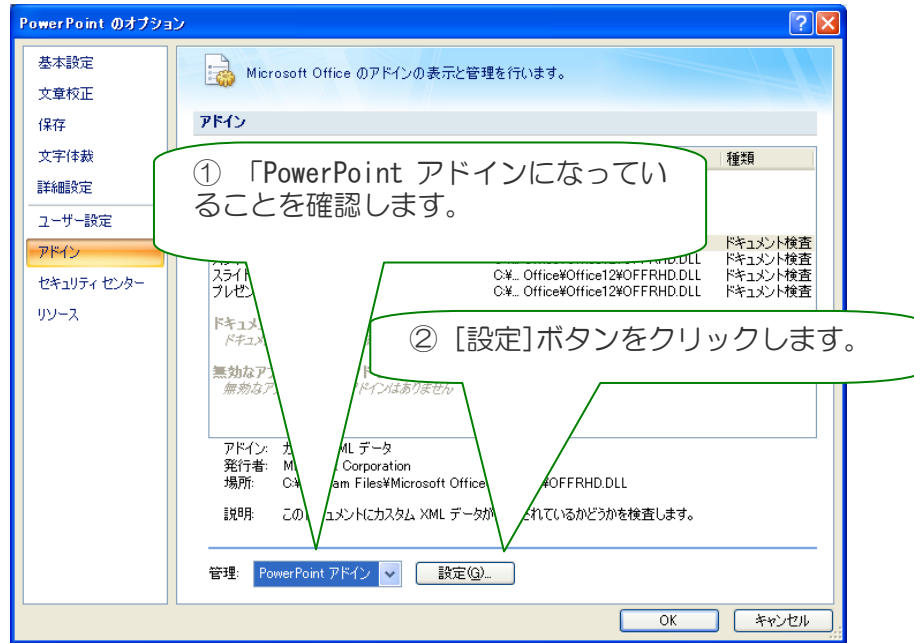 PowerPoint のオプション
基本設定
文章校正
保存
文字体裁
詳細設定
ユーザー設定
アドイン
セキュリティ センター
リソース
Microsoft Office のアドインの表示と管理を行います。
アドイン
種類
① 「PowerPoint アドインになってい
ることを確認します。
ドキュメント検査
ドキュメント検査
スライド C:¥... Office¥Office12¥OFFRHD.DLL ドキュメント検査
プレゼン C:¥... Office¥Office12¥OFFRHD.DLL ドキュメント検査
② [設定]ボタンをクリックします。
ドキュメ
ドキュメ
無効なア
無効なア ドインはありません
アドイン: ML データ
発行者: Corporation
場所: am Files¥Microsoft Office ¥OFFRHD.DLL
説明: この ュメントにカスタム XML データが されているかどうかを検査します。
管理: PowerPoint アドイン 設定(G)...
OK キャンセル